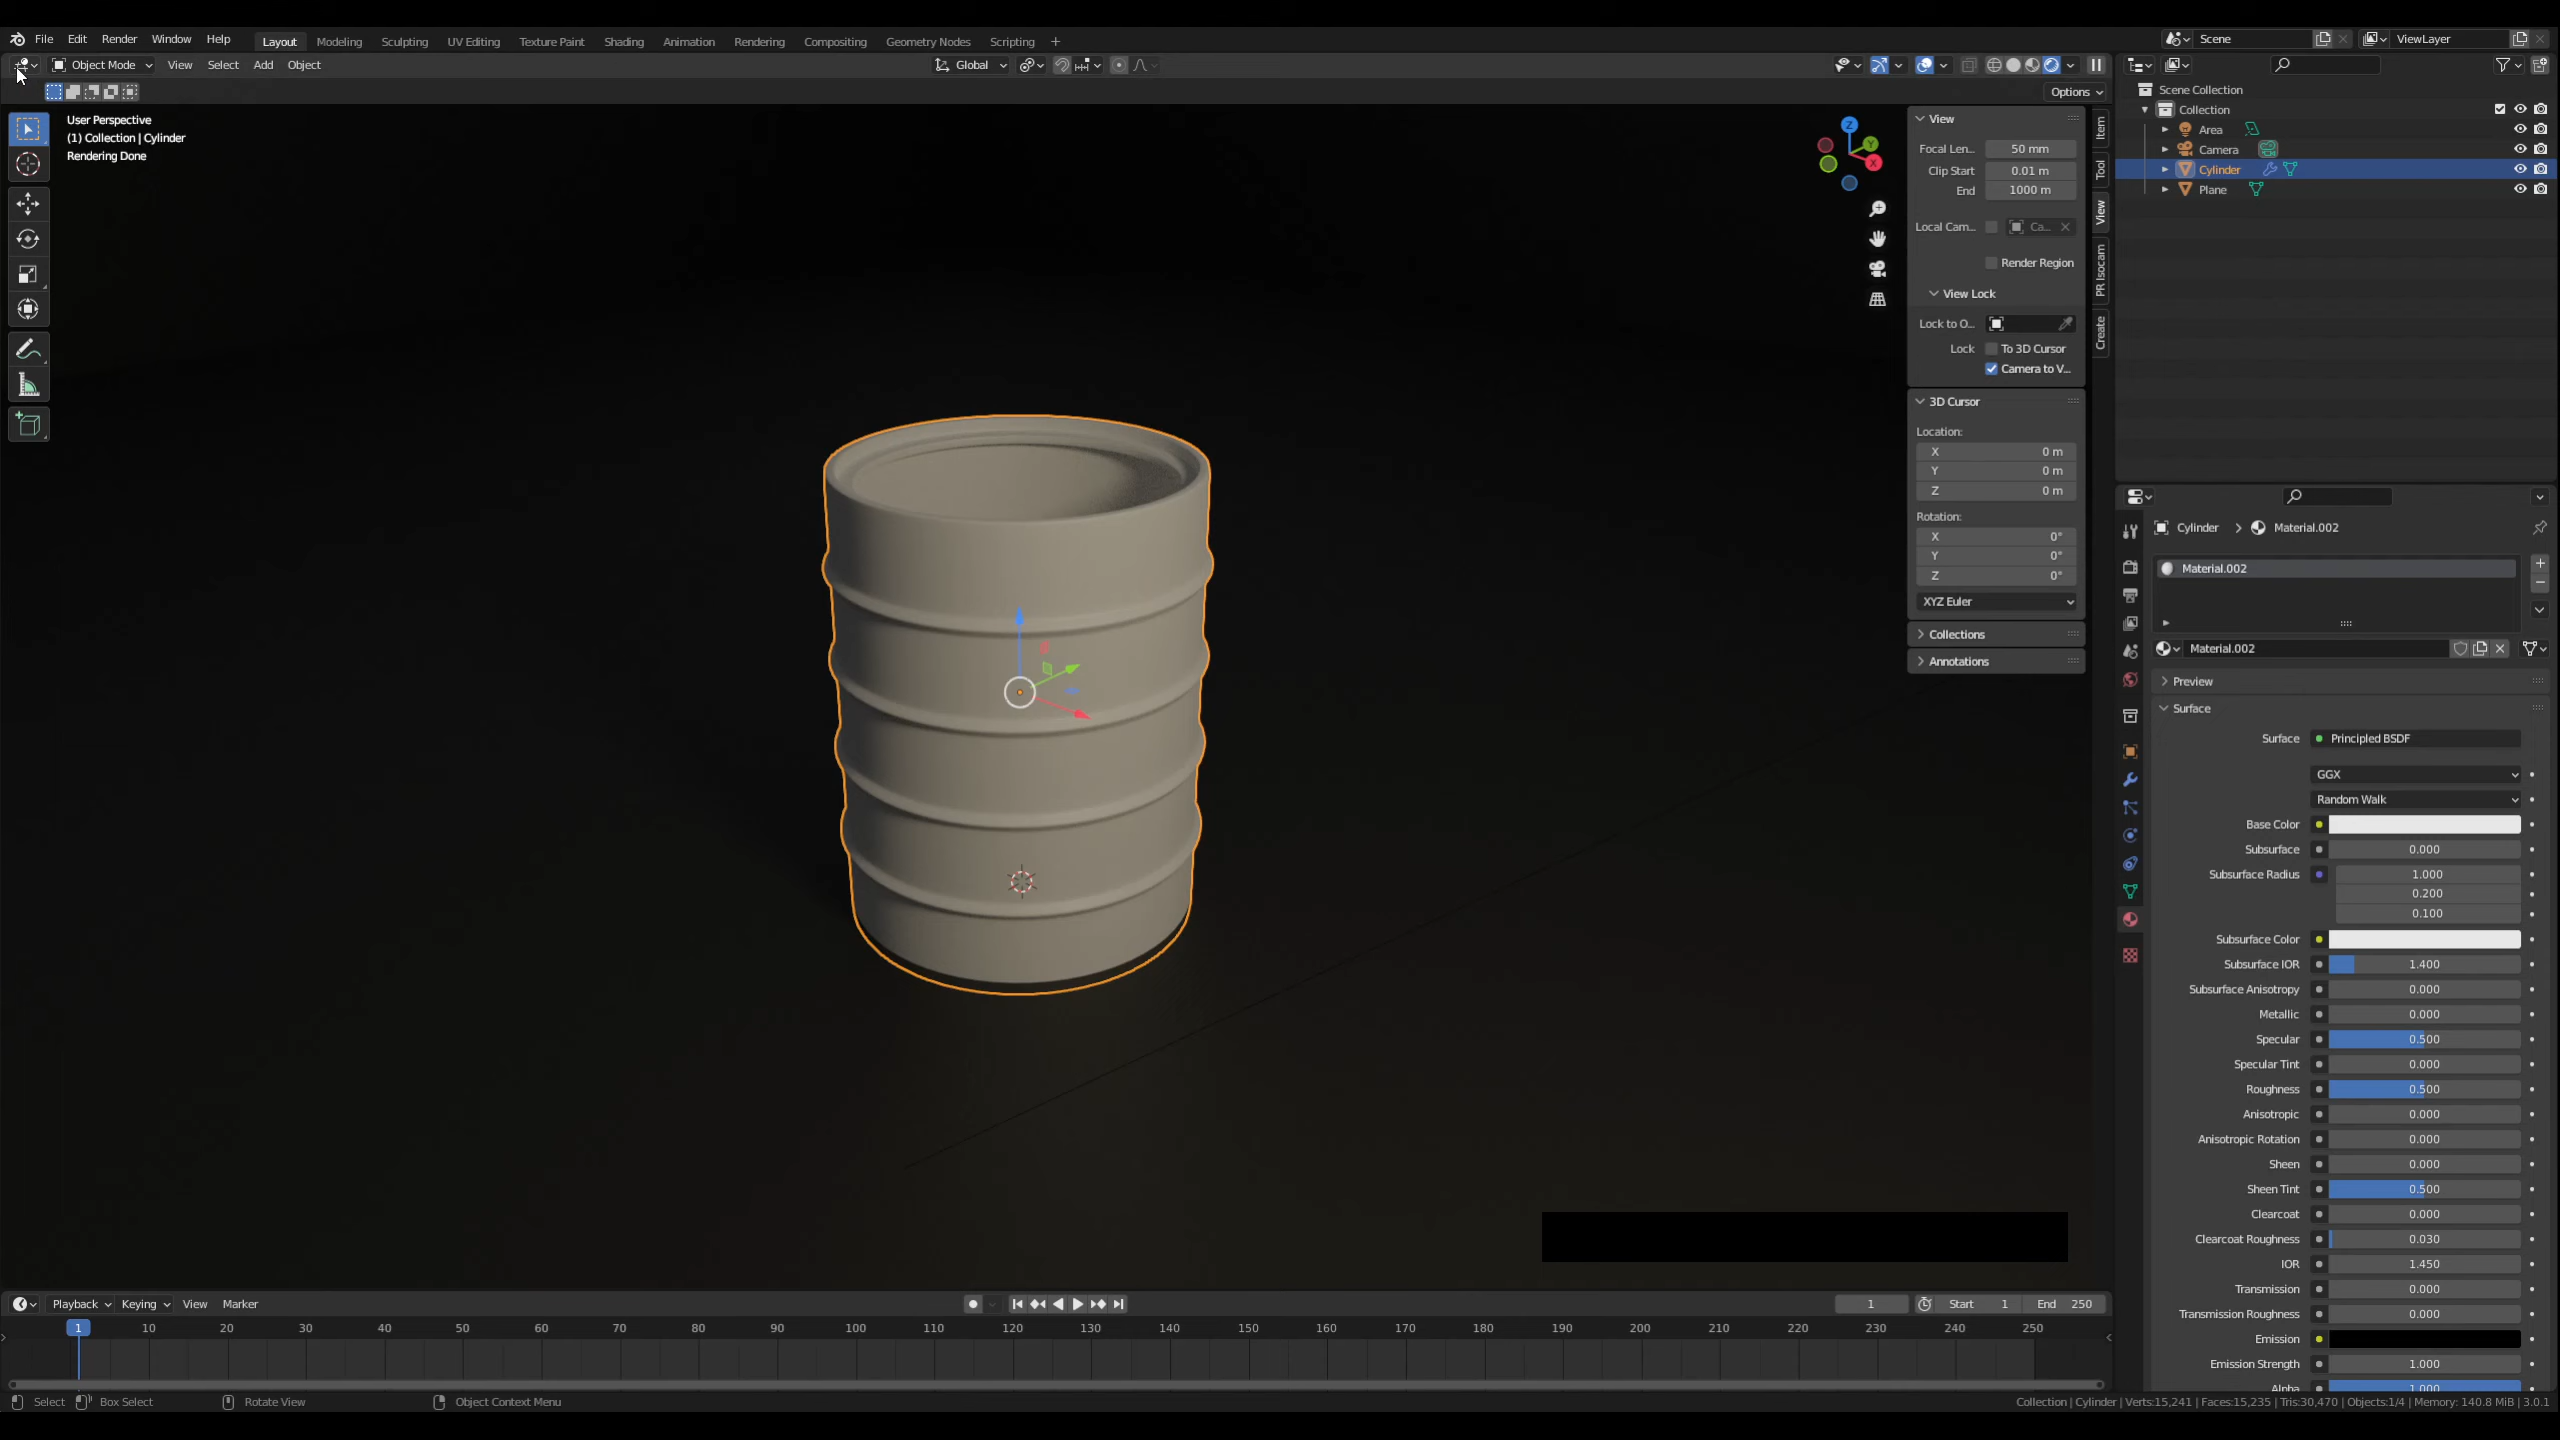 File Edit Render Window Help Layout Modeling Sculpting UV Editing Texture Paint Shading Animation Rendering Compositing Geometry Nodes Scripting +
Scene ViewLayer
Object Mode View Select Add Object Global
Options
User Perspective
(1) Collection | Cylinder
Rendering Done
Z
Y
X
View
Focal Len... 50 mm
Clip Start 0.01 m
End 1000 m
Local Cam... Ca...
Render Region
View Lock
Lock to O...
Lock To 3D Cursor
Camera to V...
3D Cursor
Location:
X 0 m
Y 0 m
Z 0 m
Rotation:
X 0°
Y 0°
Z 0°
XYZ Euler
Collections
Annotations
Item
Tool
View
PR Isocam
Create
Scene Collection
Collection
Area
Camera
Cylinder
Plane
Cylinder > Material.002
Material.002
Material.002
Preview
Surface
Surface Principled BSDF
GGX
Random Walk
Base Color
Subsurface 0.000
Subsurface Radius 1.000
0.200
0.100
Subsurface Color
Subsurface IOR 1.400
Subsurface Anisotropy 0.000
Metallic 0.000
Specular 0.500
Specular Tint 0.000
Roughness 0.500
Anisotropic 0.000
Anisotropic Rotation 0.000
Sheen 0.000
Sheen Tint 0.500
Clearcoat 0.000
Clearcoat Roughness 0.030
IOR 1.450
Transmission 0.000
Transmission Roughness 0.000
Emission
Emission Strength 1.000
Alpha 1.000
Playback Keying View Marker
1 Start 1 End 250
1 10 20 30 40 50 60 70 80 90 100 110 120 130 140 150 160 170 180 190 200 210 220 230 240 250
Select Box Select Rotate View Object Context Menu
Collection | Cylinder | Verts:15,241 | Faces:15,235 | Tris:30,470 | Objects:1/4 | Memory: 140.8 MiB | 3.0.1